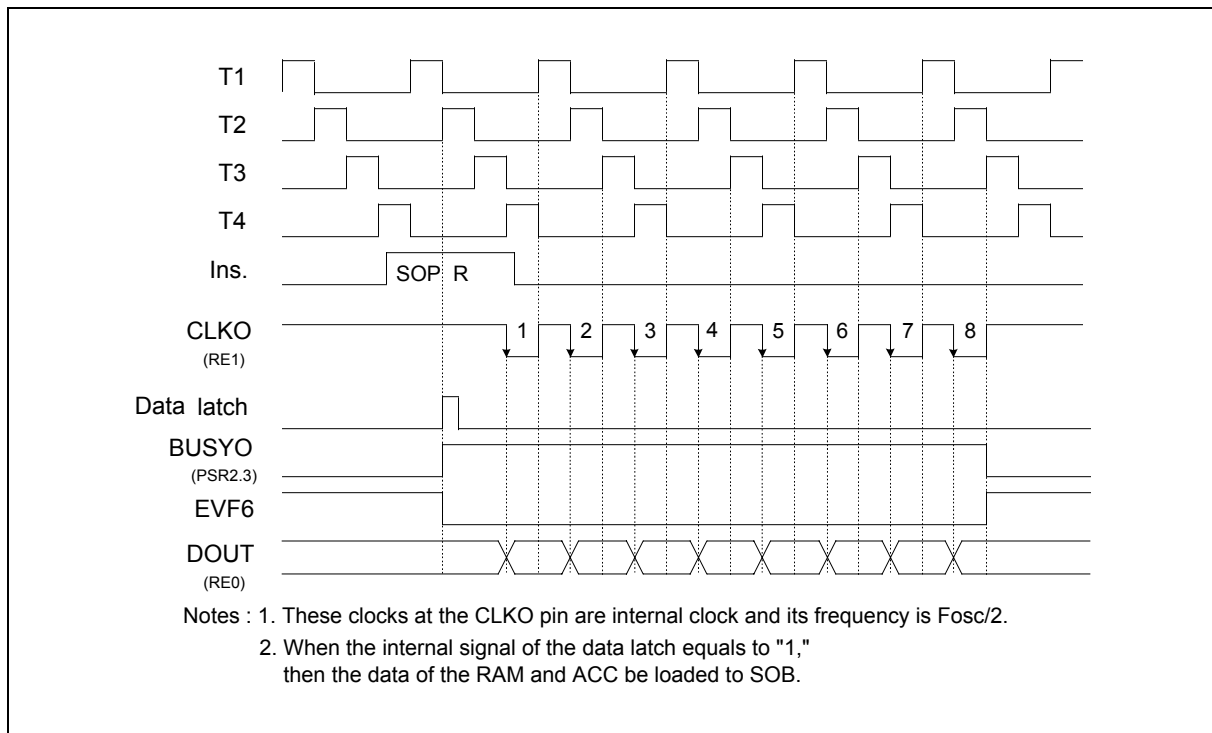 T1
T2
T3
T4
Ins.
SOP R
CLKO
(RE1)
1 2 3 4 5 6 7 8
Data latch
BUSYO
(PSR2.3)
EVF6
DOUT
(RE0)
Notes : 1. These clocks at the CLKO pin are internal clock and its frequency is Fosc/2.
2. When the internal signal of the data latch equals to "1,"
then the data of the RAM and ACC be loaded to SOB.